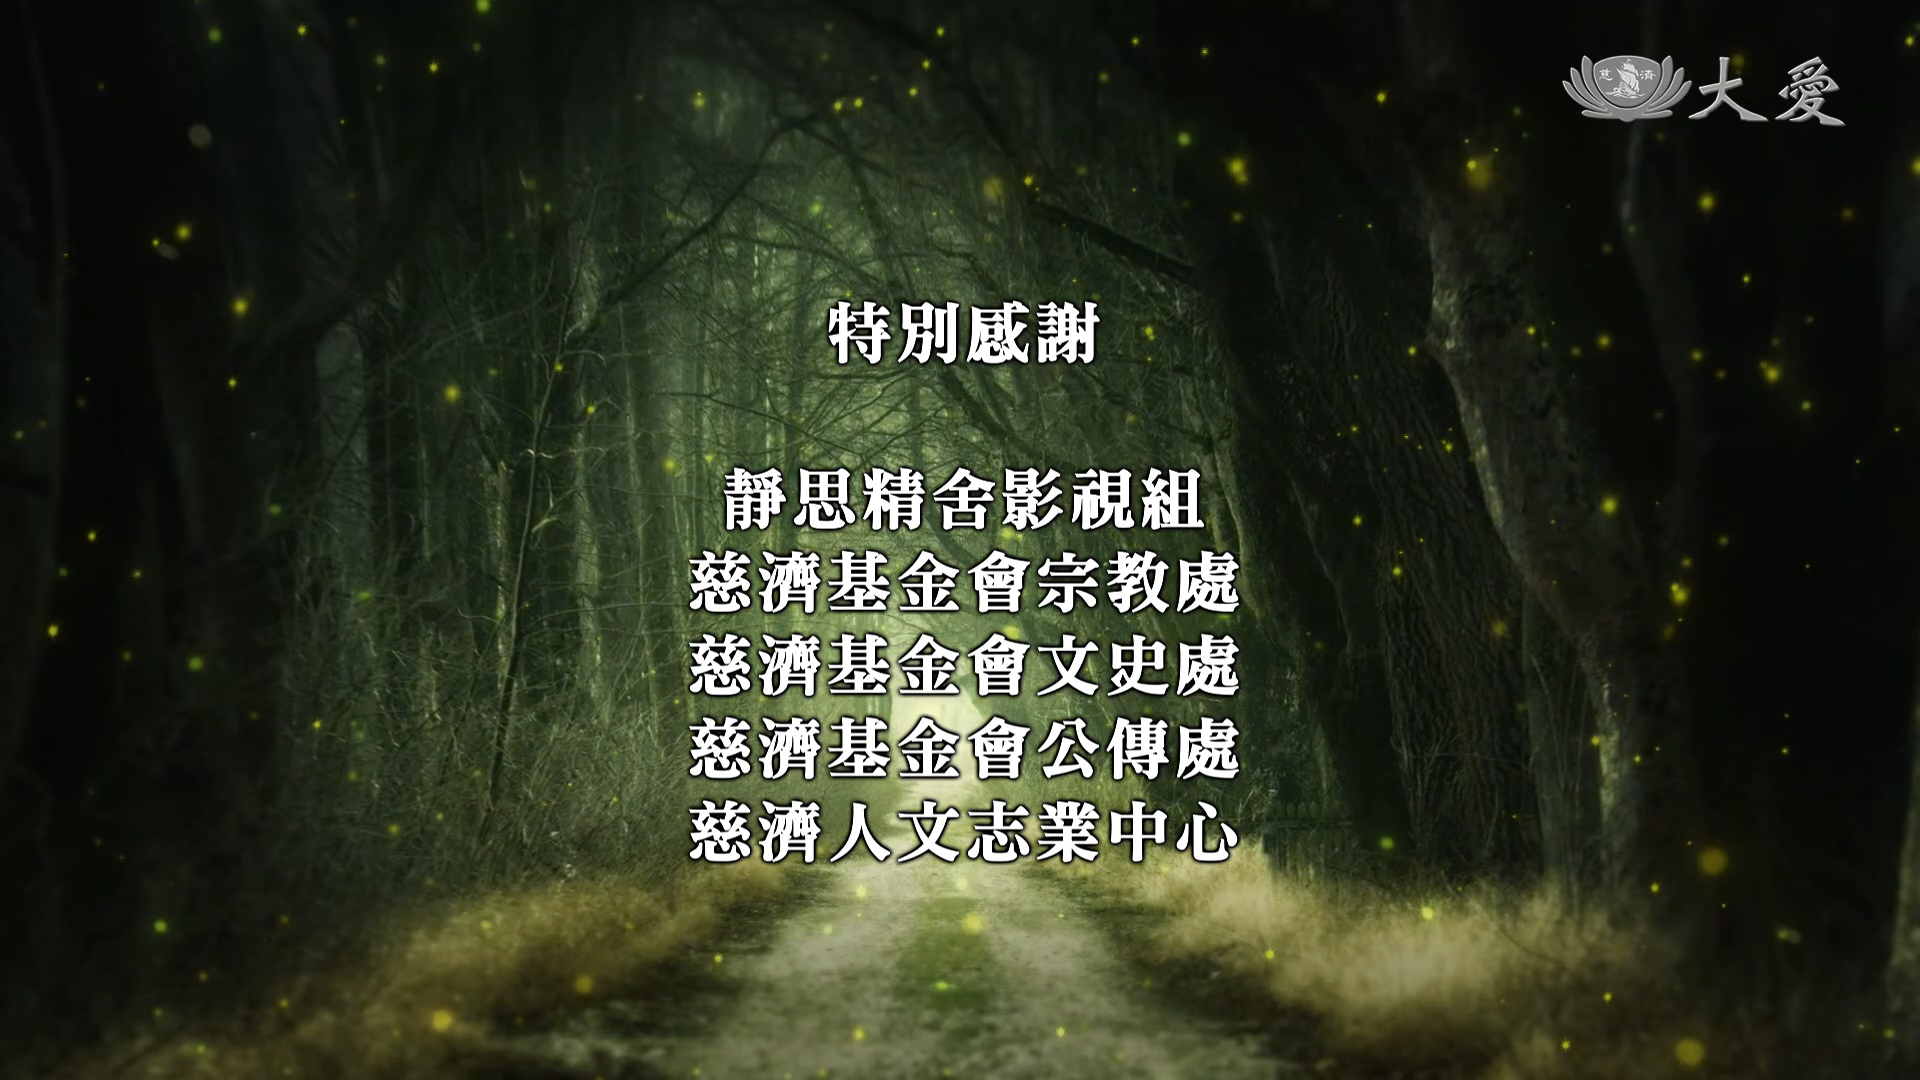 慈濟
大愛
特別感謝
靜思精舍影視組
慈濟基金會宗教處
慈濟基金會文史處
慈濟基金會公傳處
慈濟人文志業中心